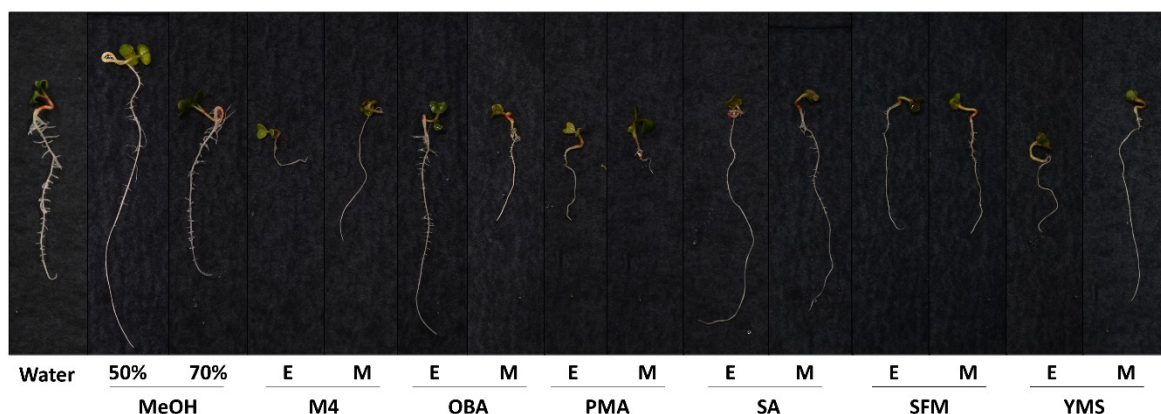 Water 50% 70% E M E M E M E M E M E M
MeOH M4 OBA PMA SA SFM YMS